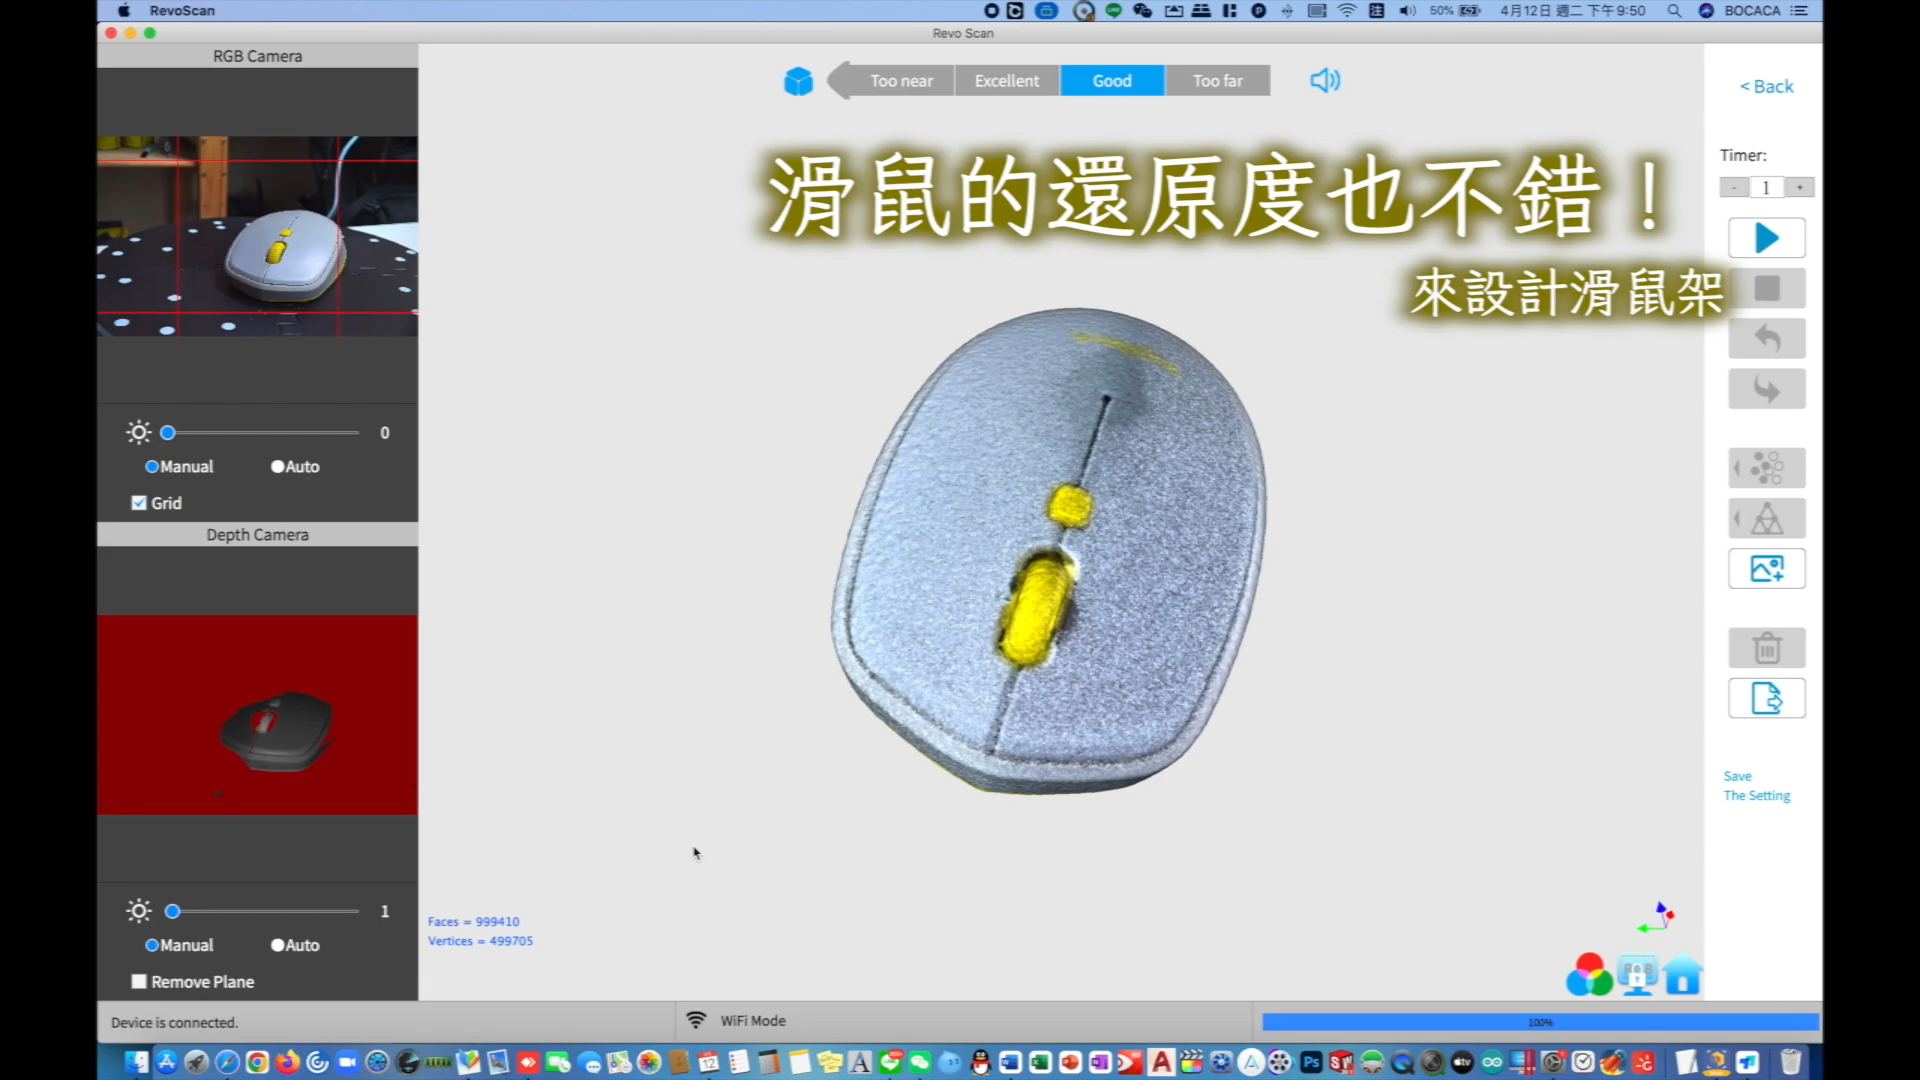 RevoScan
50%
4月12日 週二 下午9:50
BOCACA
Revo Scan
RGB Camera
Too near
Excellent
Good
Too far
< Back
滑鼠的還原度也不錯！
來設計滑鼠架
Timer:
- 1 +
0
Manual
Auto
Grid
Depth Camera
Save
The Setting
1
Manual
Auto
Remove Plane
Faces = 999410
Vertices = 499705
Device is connected.
WiFi Mode
100%